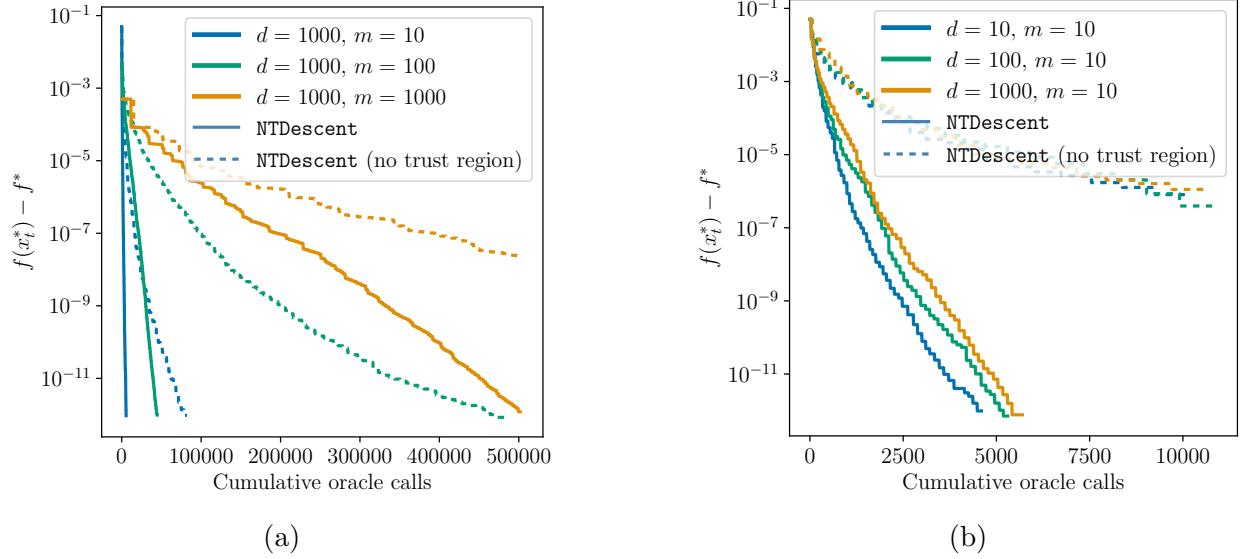 10⁻¹
10⁻³
10⁻⁵
10⁻⁷
10⁻⁹
10⁻¹¹
f(x*ₜ) − f*
d = 1000, m = 10
d = 1000, m = 100
d = 1000, m = 1000
NTDescent
NTDescent (no trust region)
0 100000 200000 300000 400000 500000
Cumulative oracle calls
(a)
10⁻¹
10⁻³
10⁻⁵
10⁻⁷
10⁻⁹
10⁻¹¹
f(x*ₜ) − f*
d = 10, m = 10
d = 100, m = 10
d = 1000, m = 10
NTDescent
NTDescent (no trust region)
0 2500 5000 7500 10000
Cumulative oracle calls
(b)